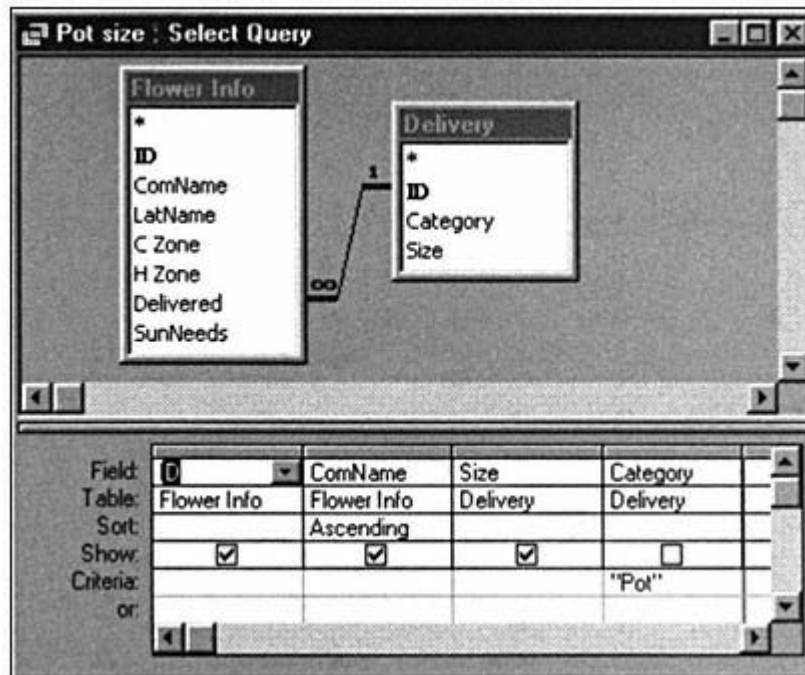 Pot size : Select Query
Flower Info
*
ID
ComName
LatName
C Zone
H Zone
Delivered
SunNeeds
1
∞
Delivery
*
ID
Category
Size
Field: ID ComName Size Category
Table: Flower Info Flower Info Delivery Delivery
Sort: Ascending
Show:
Criteria: "Pot"
or: